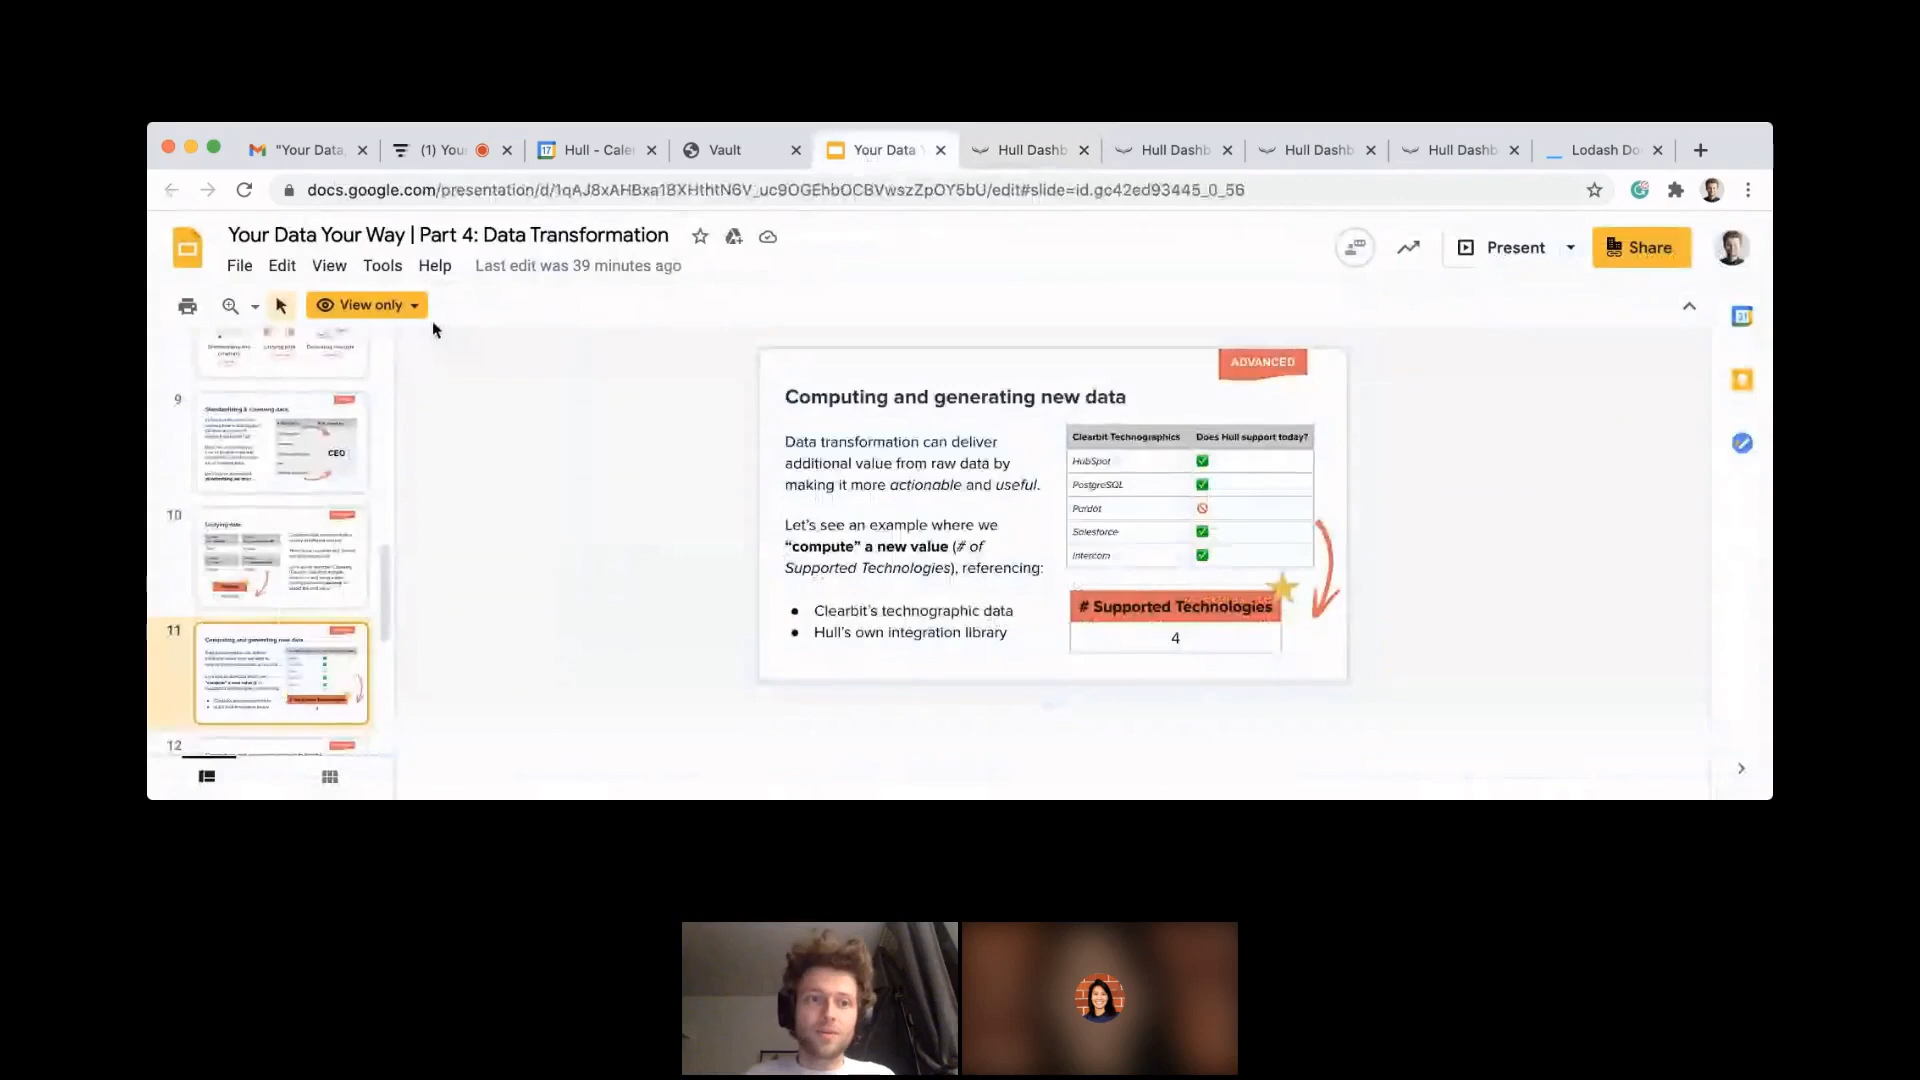 "Your Data,
(1) You
Hull - Cale
Vault
Your Data Y
Hull Dashb
Hull Dashb
Hull Dashb
Hull Dashb
Lodash Do
docs.google.com/presentation/d/1qAJ8xAHBxa1BXHthtN6V_uc9OGEhbOCBVwszZpOY5bU/edit#slide=id.gc42ed93445_0_56
Your Data Your Way | Part 4: Data Transformation
File Edit View Tools Help Last edit was 39 minutes ago
Present
Share
View only
9
CEO
10
11
Computing and generating new data
12
ADVANCED
Computing and generating new data
Data transformation can deliver
additional value from raw data by
making it more actionable and useful.
Let's see an example where we
"compute" a new value (# of
Supported Technologies), referencing:
● Clearbit's technographic data
● Hull's own integration library
Clearbit Technographics Does Hull support today?
HubSpot
PostgreSQL
Pardot
Salesforce
Intercom
# Supported Technologies
4